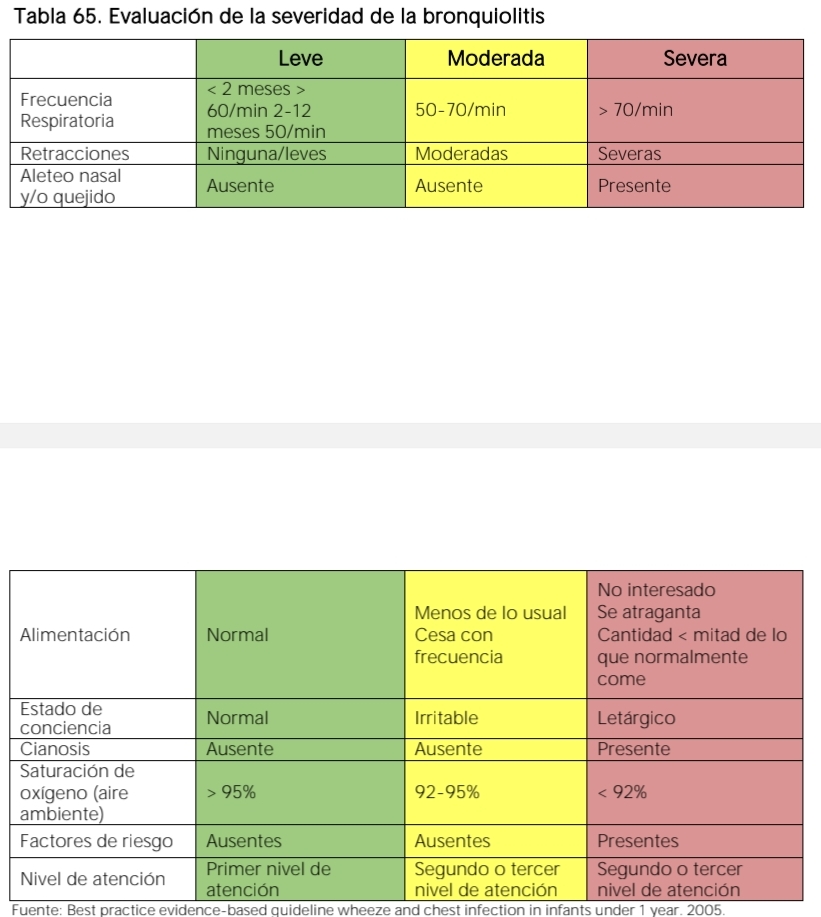 Tabla 65. Evaluación de la severidad de la bronquiolitis
Leve Moderada Severa
Frecuencia
Respiratoria
< 2 meses >
60/min 2-12
meses 50/min
50-70/min
> 70/min
Retracciones Ninguna/leves Moderadas Severas
Aleteo nasal
y/o quejido
Ausente Ausente Presente
Alimentación
Normal
Menos de lo usual
Cesa con
frecuencia
No interesado
Se atraganta
Cantidad < mitad de lo
que normalmente
come
Estado de
conciencia
Normal Irritable Letárgico
Cianosis Ausente Ausente Presente
Saturación de
oxígeno (aire
ambiente)
> 95% 92-95% < 92%
Factores de riesgo Ausentes Ausentes Presentes
Nivel de atención
Primer nivel de
atención
Segundo o tercer
nivel de atención
Segundo o tercer
nivel de atención
Fuente: Best practice evidence-based guideline wheeze and chest infection in infants under 1 year. 2005.